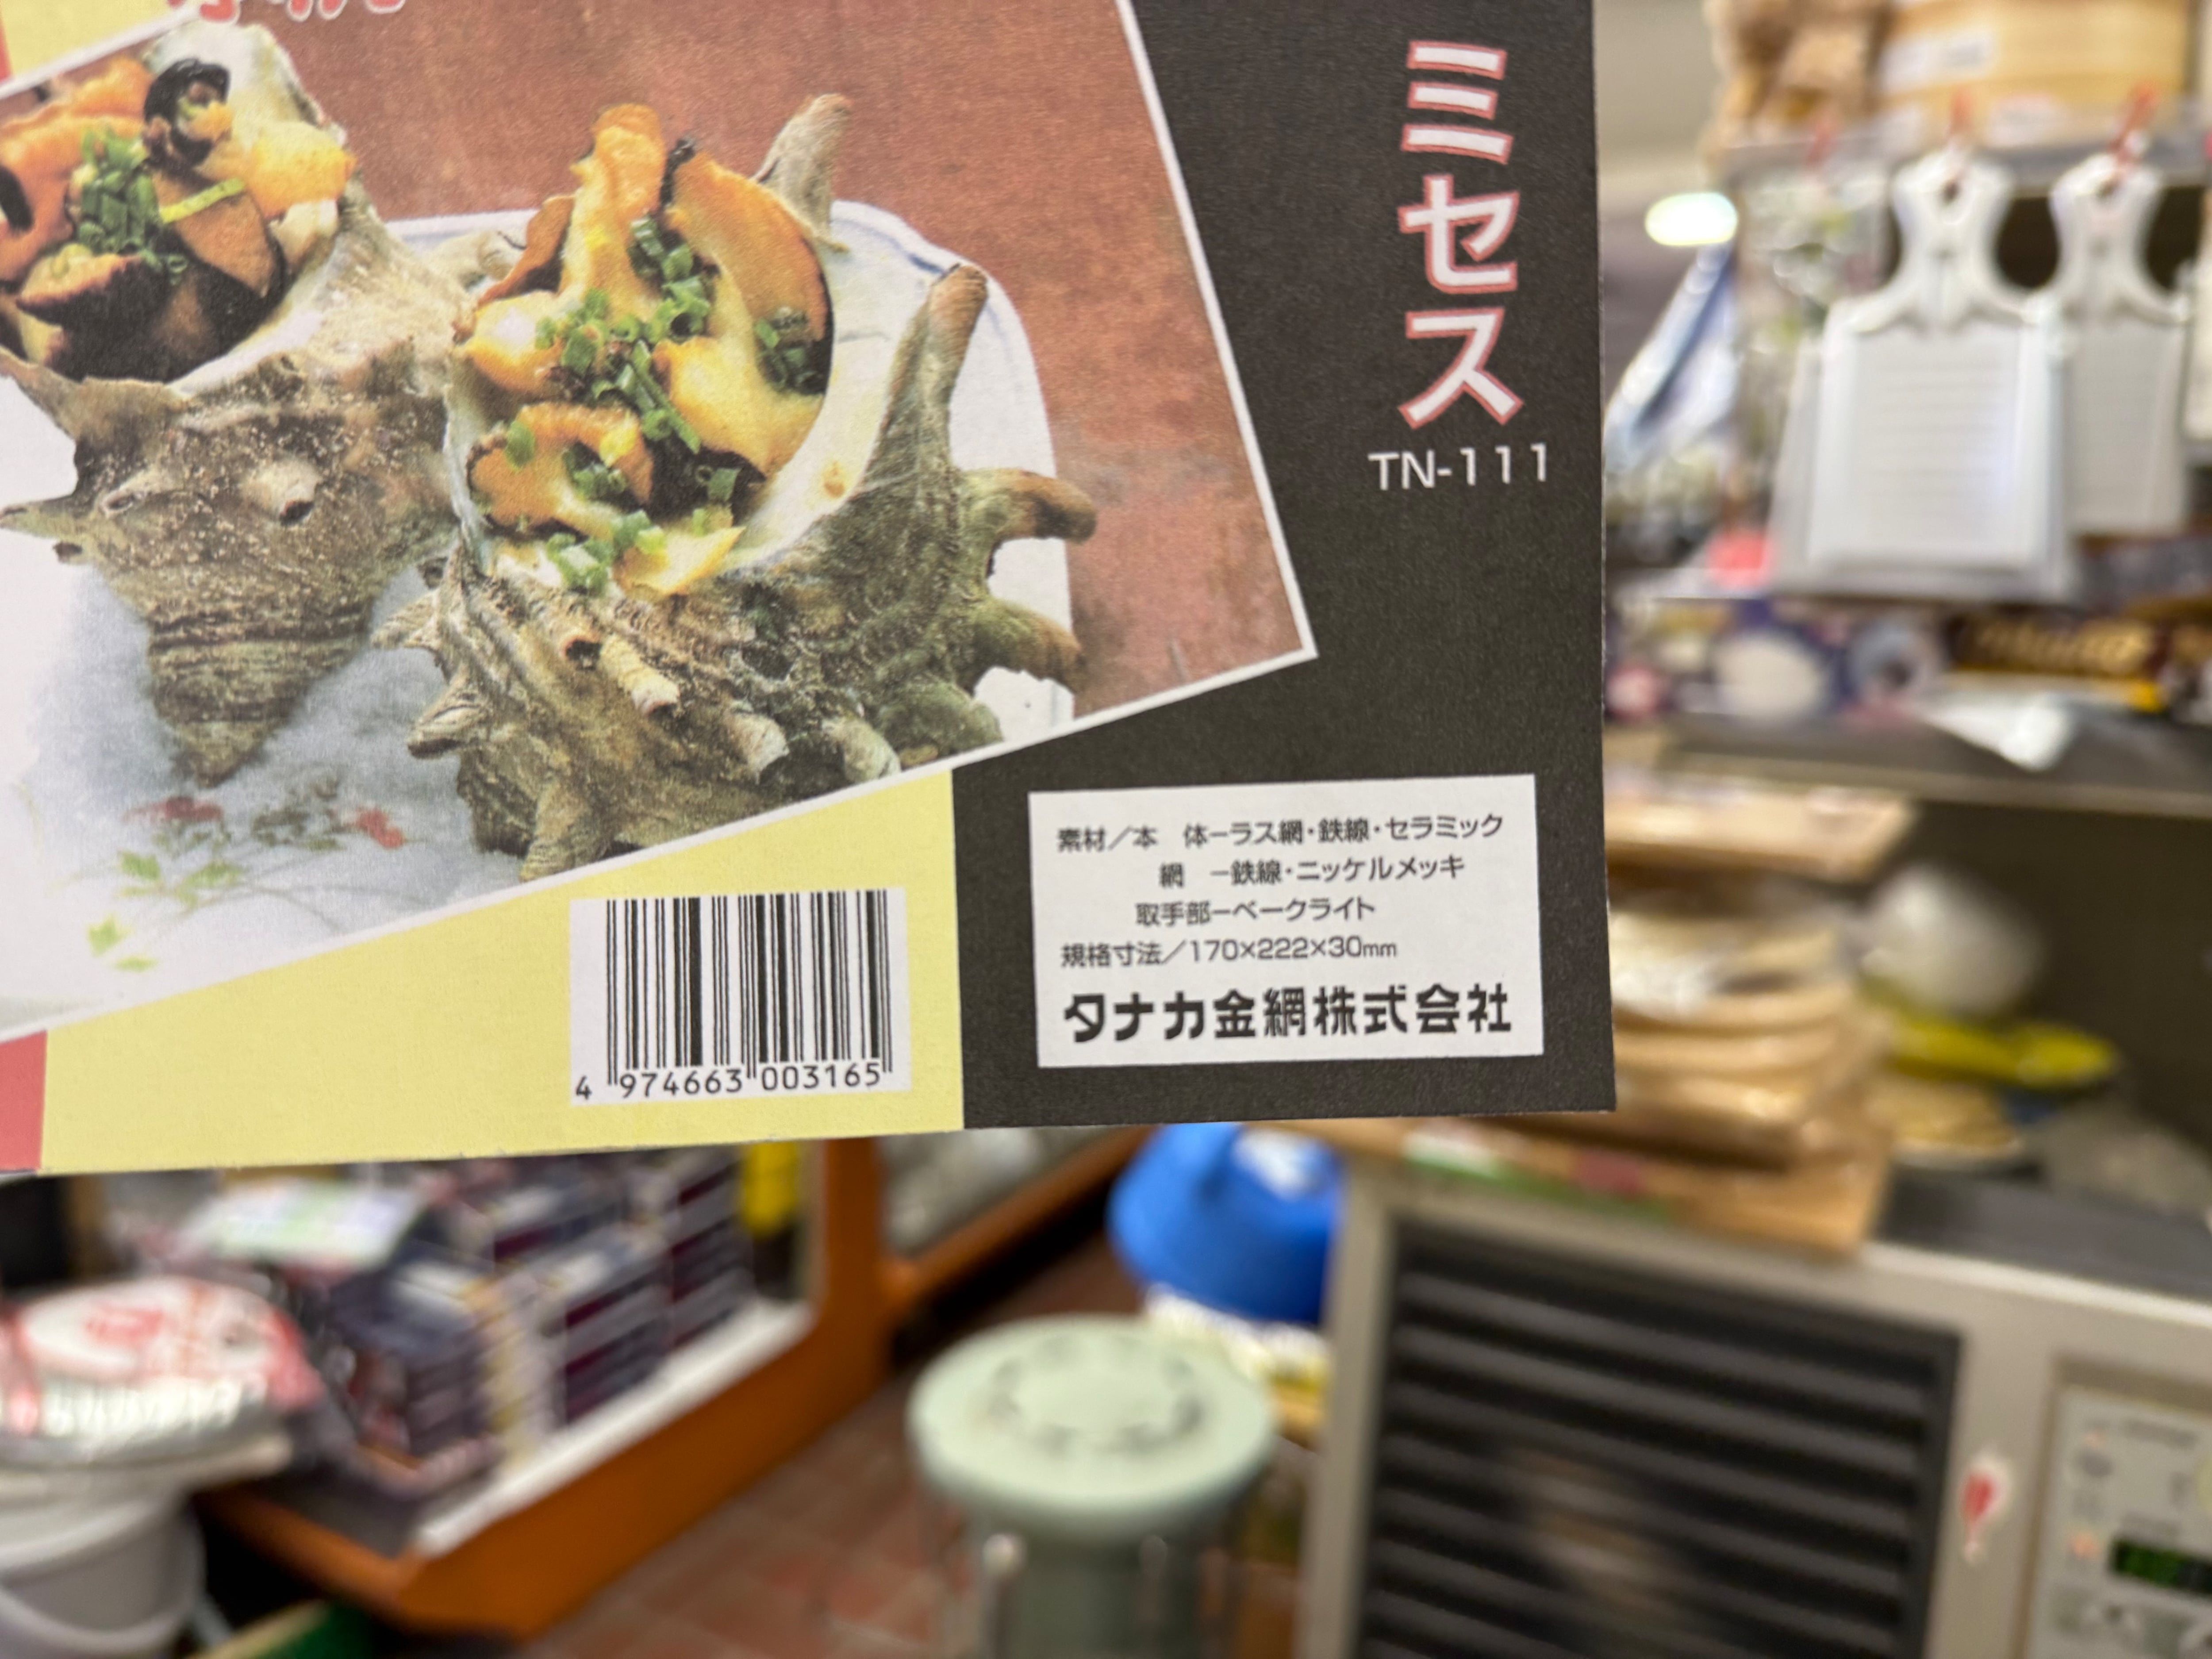 ミセス
TN-111
素材／本　体−ラス網・鉄線・セラミック
網　−鉄線・ニッケルメッキ
取手部−ベークライト
規格寸法／170×222×30mm
タナカ金網株式会社
4 974663 003165